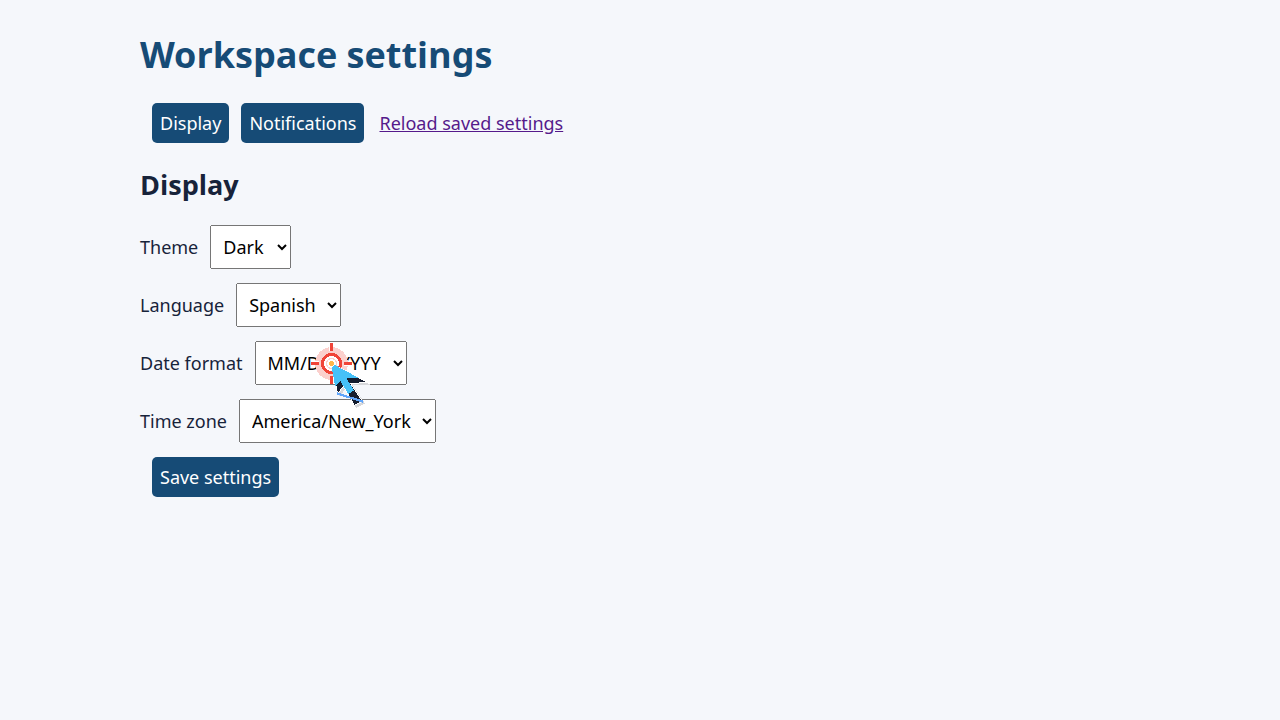 Workspace settings
Display Notifications Reload saved settings
Display
Theme Dark
Language Spanish
Date format
Time zone America/New_York
Save settings